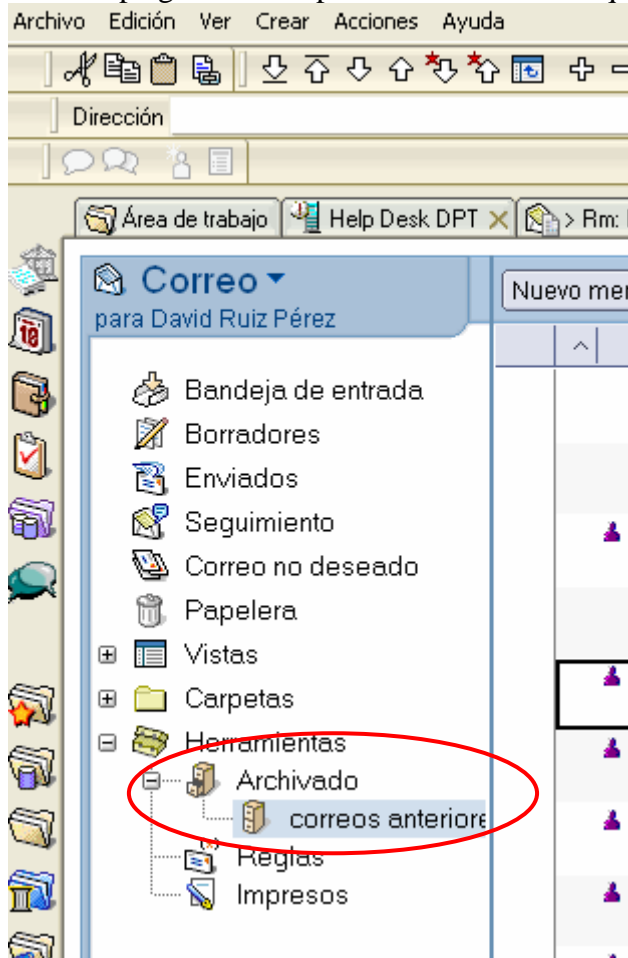 Archivo Edición Ver Crear Acciones Ayuda
Dirección
Área de trabajo Help Desk DPT > Rm:
Correo
para David Ruiz Pérez
Nuevo
Bandeja de entrada
Borradores
Enviados
Seguimiento
Correo no deseado
Papelera
Vistas
Carpetas
Herramientas
Archivado
correos anteriore
Reglas
Impresos